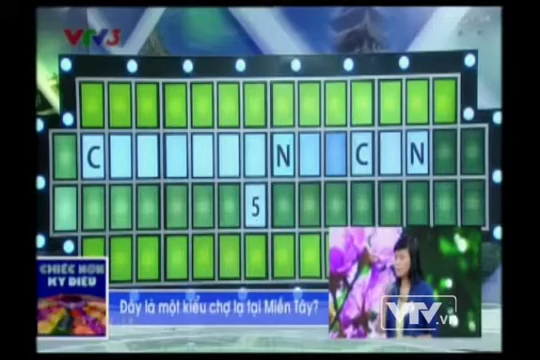 VTV3
C N C N
5
CHIẾC NÓN
KỲ DIỆU
Đây là một kiểu chợ lạ tại Miền Tây?
VTV.vn